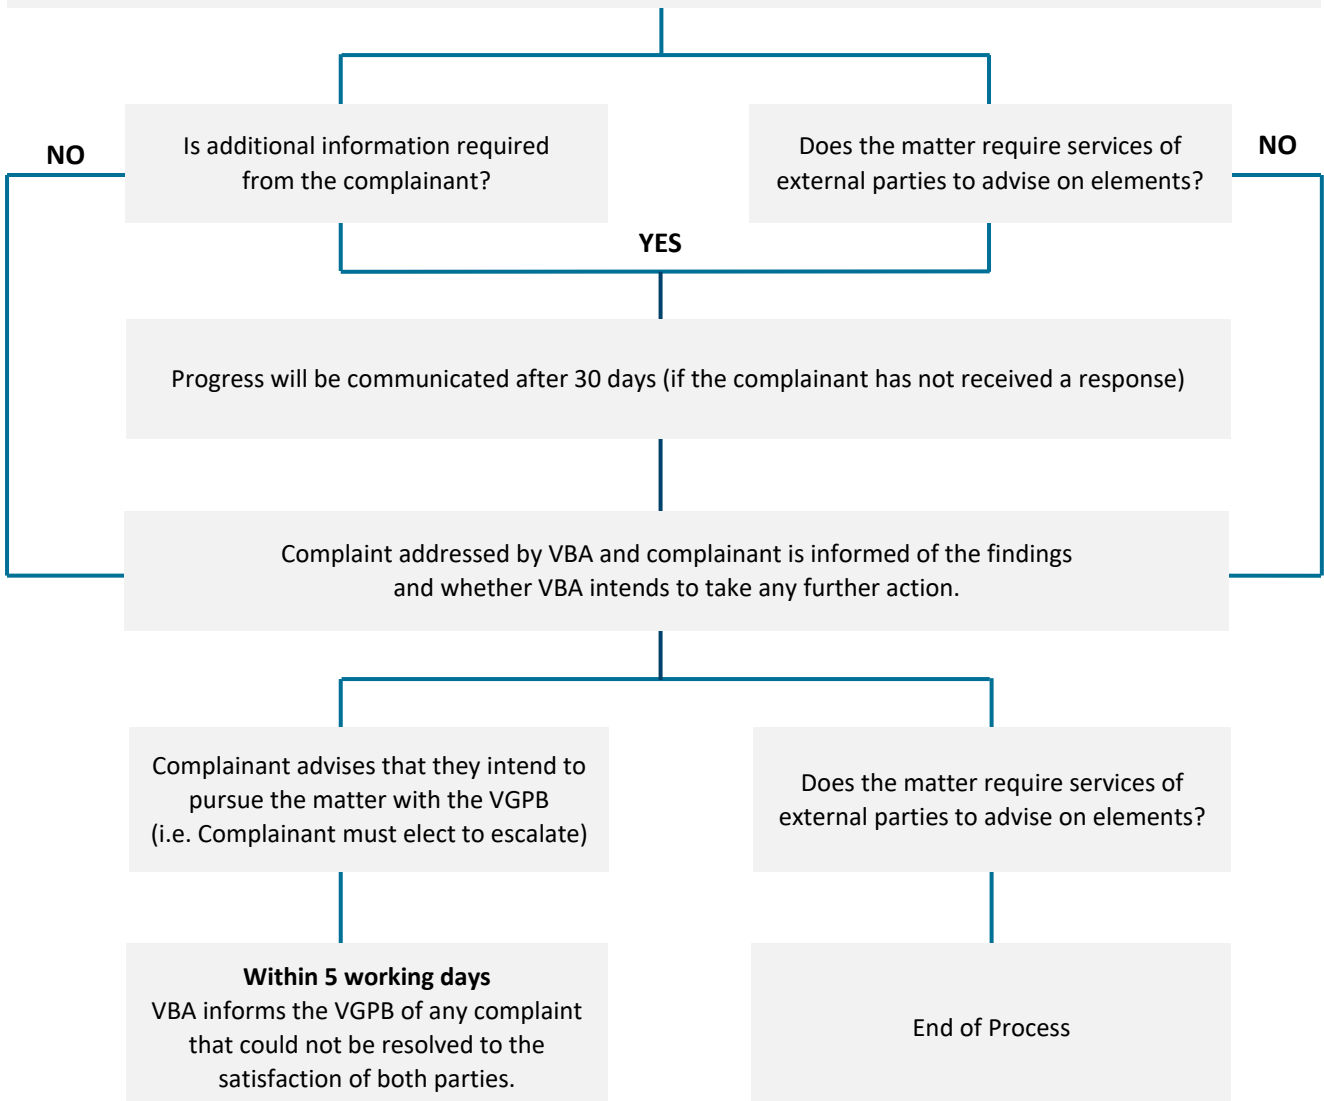 NO
Is additional information required
from the complainant?
Does the matter require services of
external parties to advise on elements?
NO
YES
Progress will be communicated after 30 days (if the complainant has not received a response)
Complaint addressed by VBA and complainant is informed of the findings
and whether VBA intends to take any further action.
Complainant advises that they intend to
pursue the matter with the VGPB
(i.e. Complainant must elect to escalate)
Does the matter require services of
external parties to advise on elements?
Within 5 working days
VBA informs the VGPB of any complaint
that could not be resolved to the
satisfaction of both parties.
End of Process